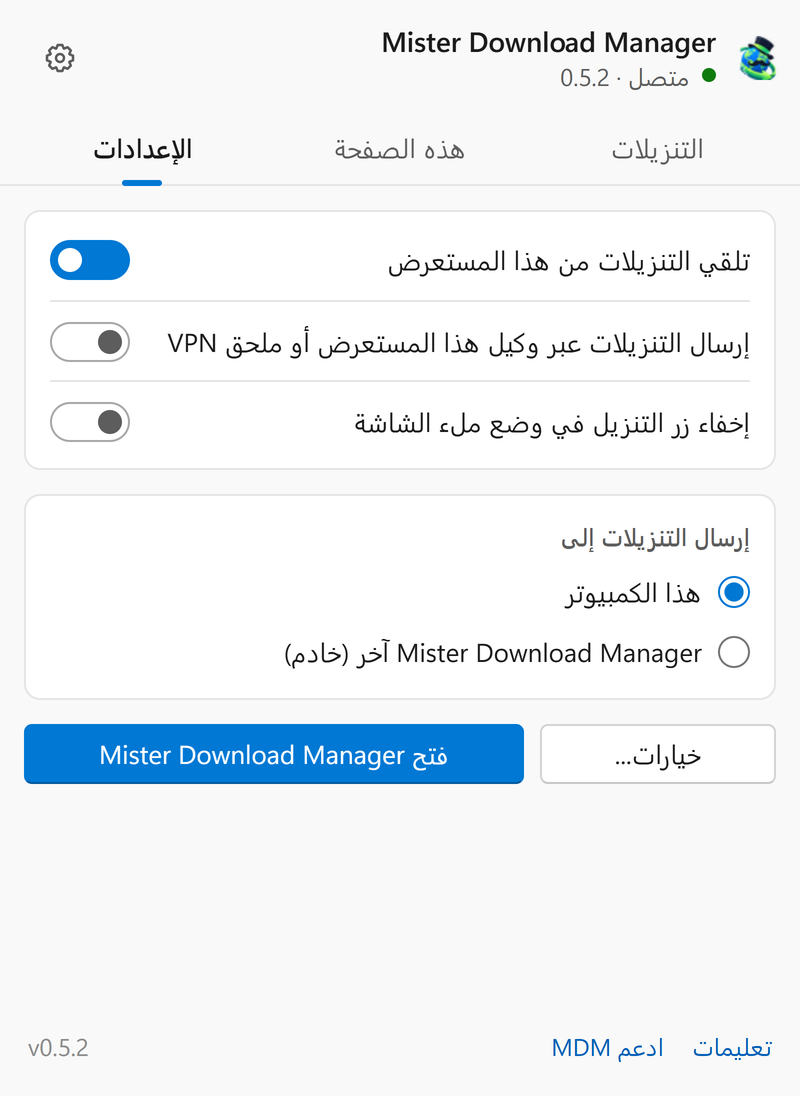 Mister Download Manager
متصل · 0.5.2
التنزيلات
هذه الصفحة
الإعدادات
تلقي التنزيلات من هذا المستعرض
إرسال التنزيلات عبر وكيل هذا المستعرض أو ملحق VPN
إخفاء زر التنزيل في وضع ملء الشاشة
إرسال التنزيلات إلى
هذا الكمبيوتر
Mister Download Manager آخر (خادم)
خيارات...
فتح Mister Download Manager
تعليمات
ادعم MDM
v0.5.2